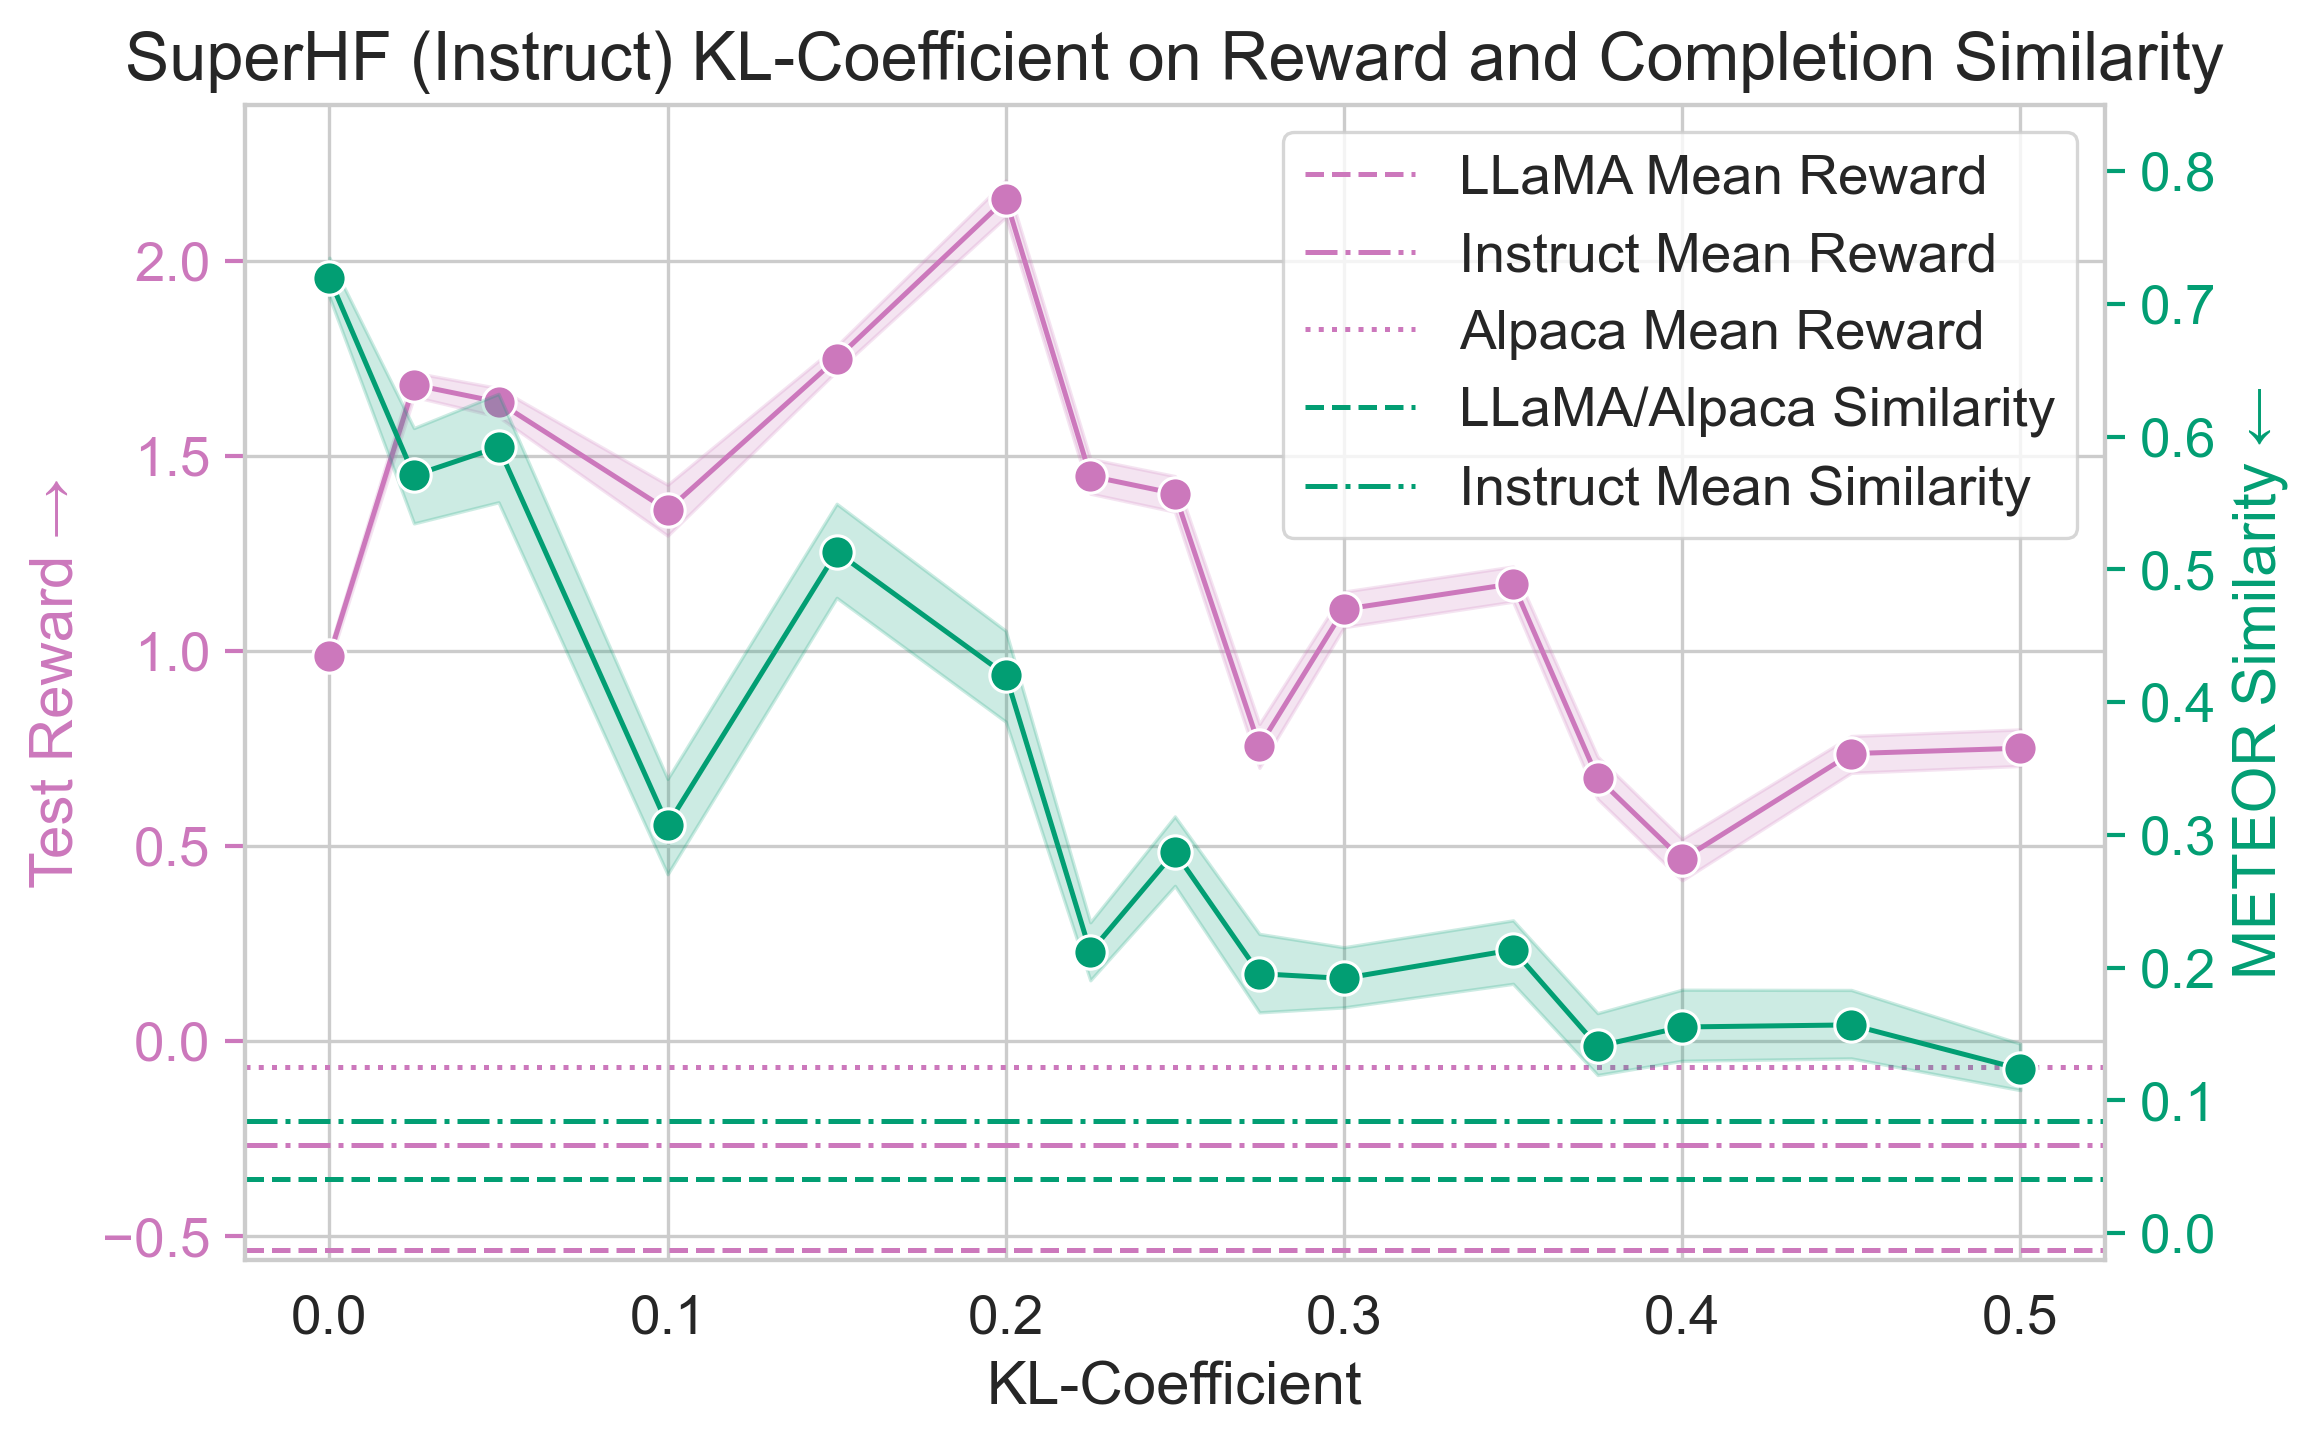 SuperHF (Instruct) KL-Coefficient on Reward and Completion Similarity
LLaMA Mean Reward
Instruct Mean Reward
Alpaca Mean Reward
LLaMA/Alpaca Similarity
Instruct Mean Similarity
Test Reward →
2.0
1.5
1.0
0.5
0.0
−0.5
METEOR Similarity ←
0.8
0.7
0.6
0.5
0.4
0.3
0.2
0.1
0.0
0.0 0.1 0.2 0.3 0.4 0.5
KL-Coefficient